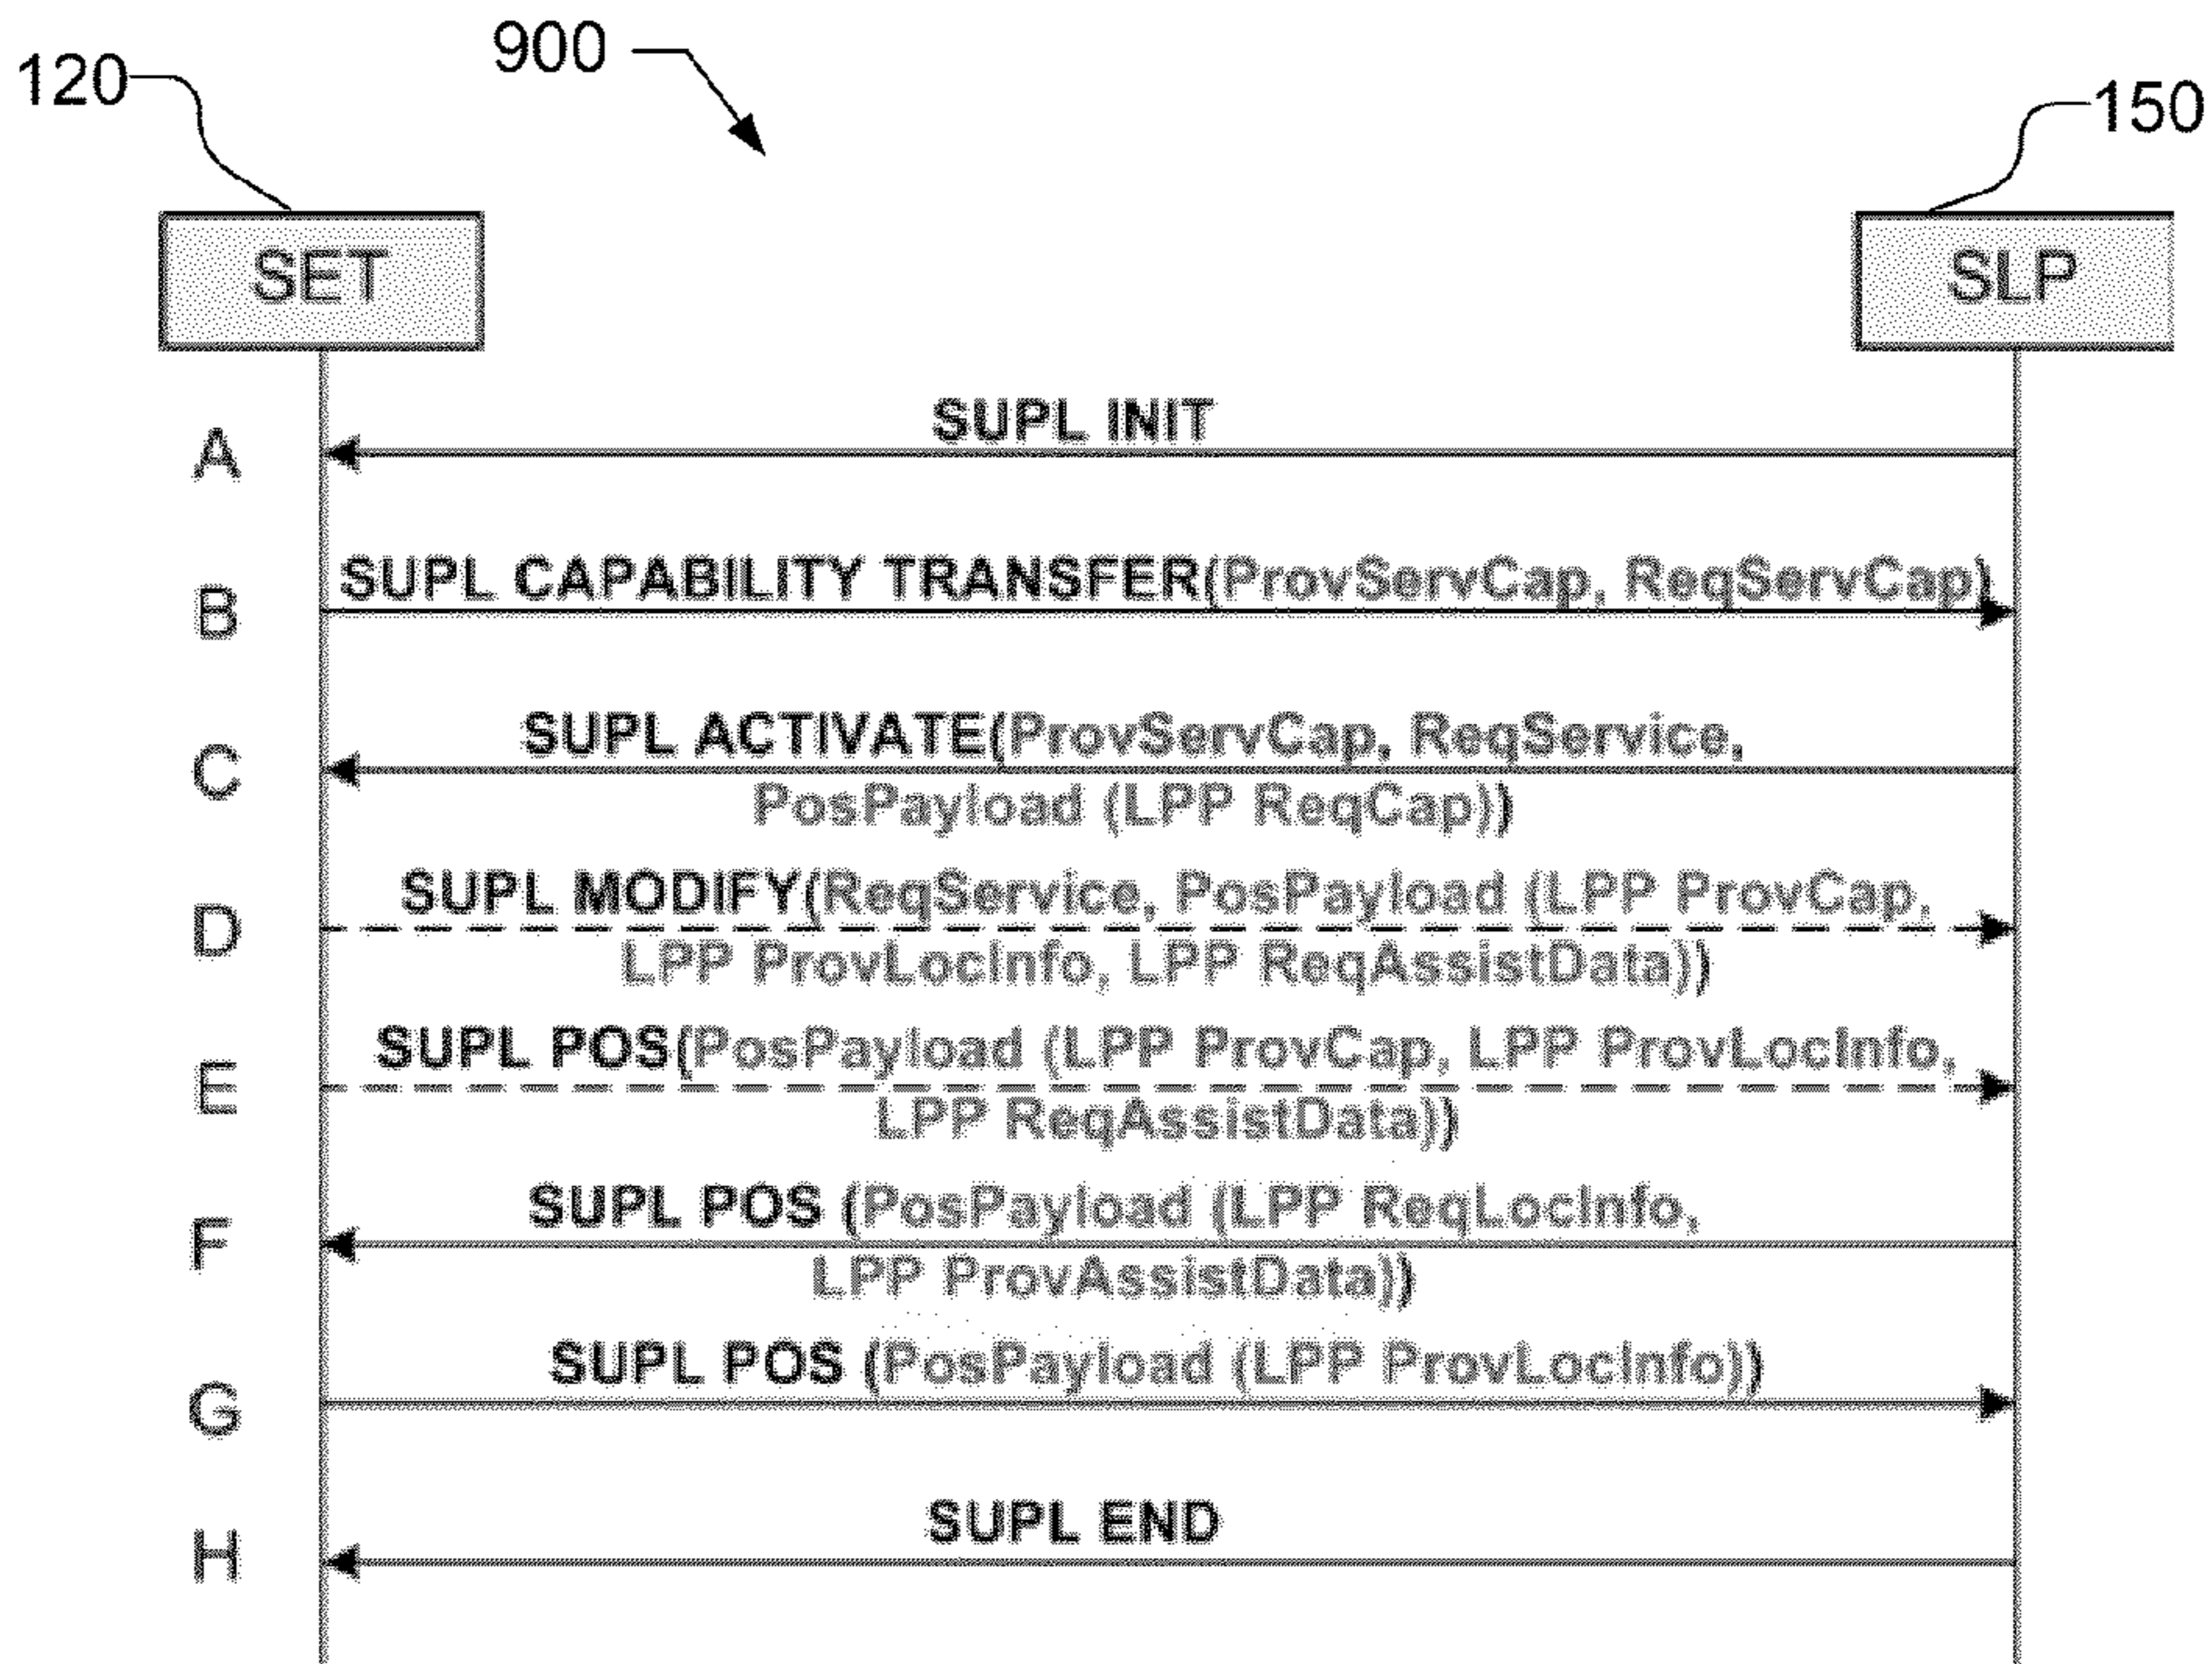 900
120
150
SET
SLP
A
SUPL INIT
B
SUPL CAPABILITY TRANSFER(ProvServCap, ReqServCap)
C
SUPL ACTIVATE(ProvServCap, ReqService,
PosPayload (LPP ReqCap))
D
SUPL MODIFY(ReqService, PosPayload (LPP ProvCap,
LPP ProvLocInfo, LPP ReqAssistData))
E
SUPL POS(PosPayload (LPP ProvCap, LPP ProvLocInfo,
LPP ReqAssistData))
F
SUPL POS (PosPayload (LPP ReqLocInfo,
LPP ProvAssistData))
G
SUPL POS (PosPayload (LPP ProvLocInfo))
H
SUPL END